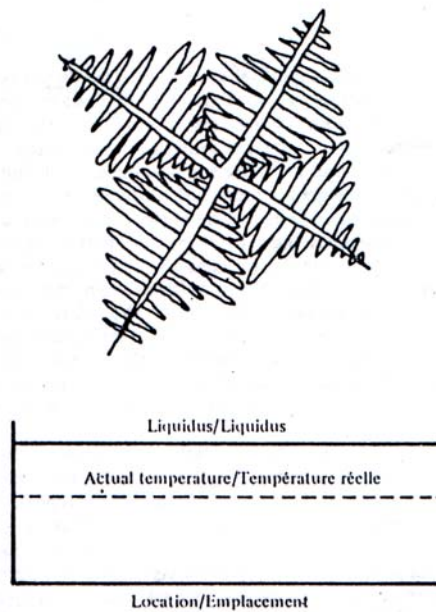 Liquidus/Liquidus
Actual temperature/Température réelle
Location/Emplacement